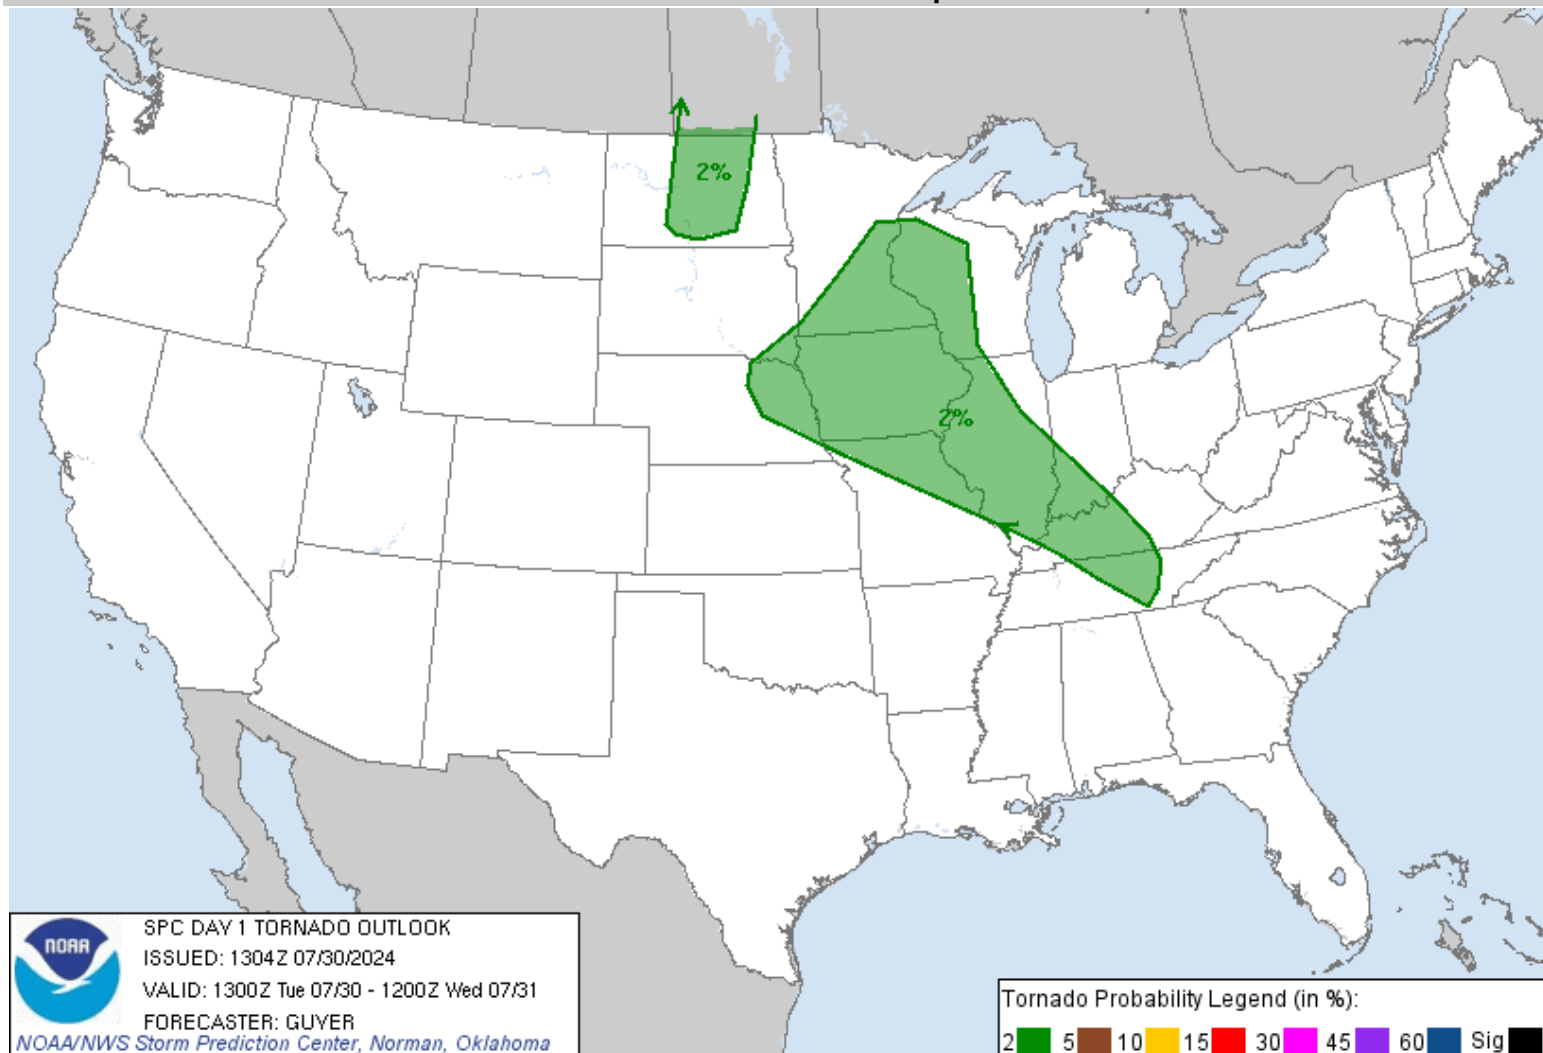 2%
2%
NOAA
SPC DAY 1 TORNADO OUTLOOK
ISSUED: 1304Z 07/30/2024
VALID: 1300Z Tue 07/30 - 1200Z Wed 07/31
FORECASTER: GUYER
NOAA/NWS Storm Prediction Center, Norman, Oklahoma
Tornado Probability Legend (in %):
2 5 10 15 30 45 60 Sig